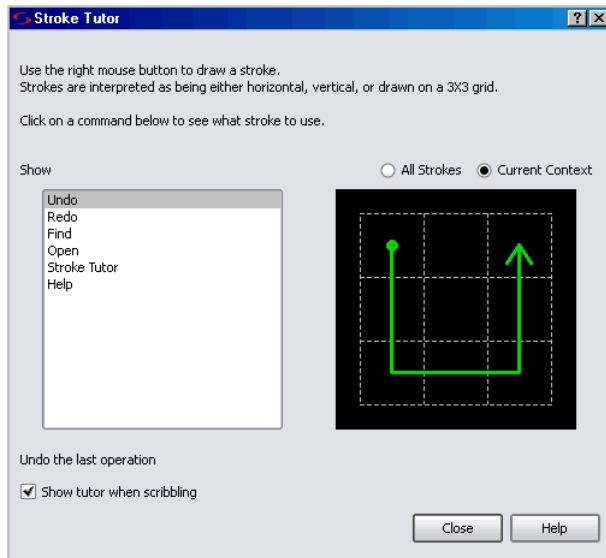 Stroke Tutor
Use the right mouse button to draw a stroke.
Strokes are interpreted as being either horizontal, vertical, or drawn on a 3X3 grid.
Click on a command below to see what stroke to use.
Show
All Strokes
Current Context
Undo
Redo
Find
Open
Stroke Tutor
Help
Undo the last operation
Show tutor when scribbling
Close
Help